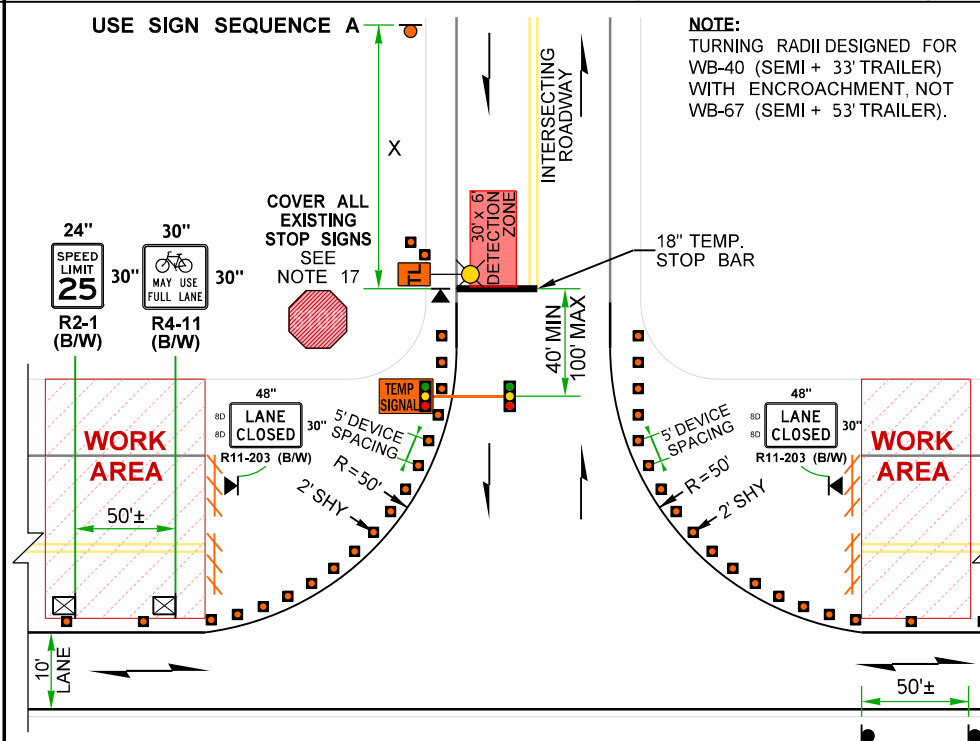 USE SIGN SEQUENCE A
NOTE:
TURNING RADII DESIGNED FOR
WB-40 (SEMI + 33' TRAILER)
WITH ENCROACHMENT, NOT
WB-67 (SEMI + 53' TRAILER).
INTERSECTING
ROADWAY
X
COVER ALL
EXISTING
STOP SIGNS
SEE
NOTE 17
STOP
30' x 6'
DETECTION
ZONE
TL
18" TEMP.
STOP BAR
24"
SPEED
LIMIT
25
30"
R2-1
(B/W)
30"
MAY USE
FULL LANE
30"
R4-11
(B/W)
40' MIN
100' MAX
TEMP
SIGNAL
48"
8D
8D
LANE
CLOSED
30"
R11-203 (B/W)
5' DEVICE
SPACING
R=50'
2' SHY
WORK
AREA
50'±
5' DEVICE
SPACING
R=50'
2' SHY
48"
8D
8D
LANE
CLOSED
30"
R11-203 (B/W)
WORK
AREA
10'
LANE
50'±